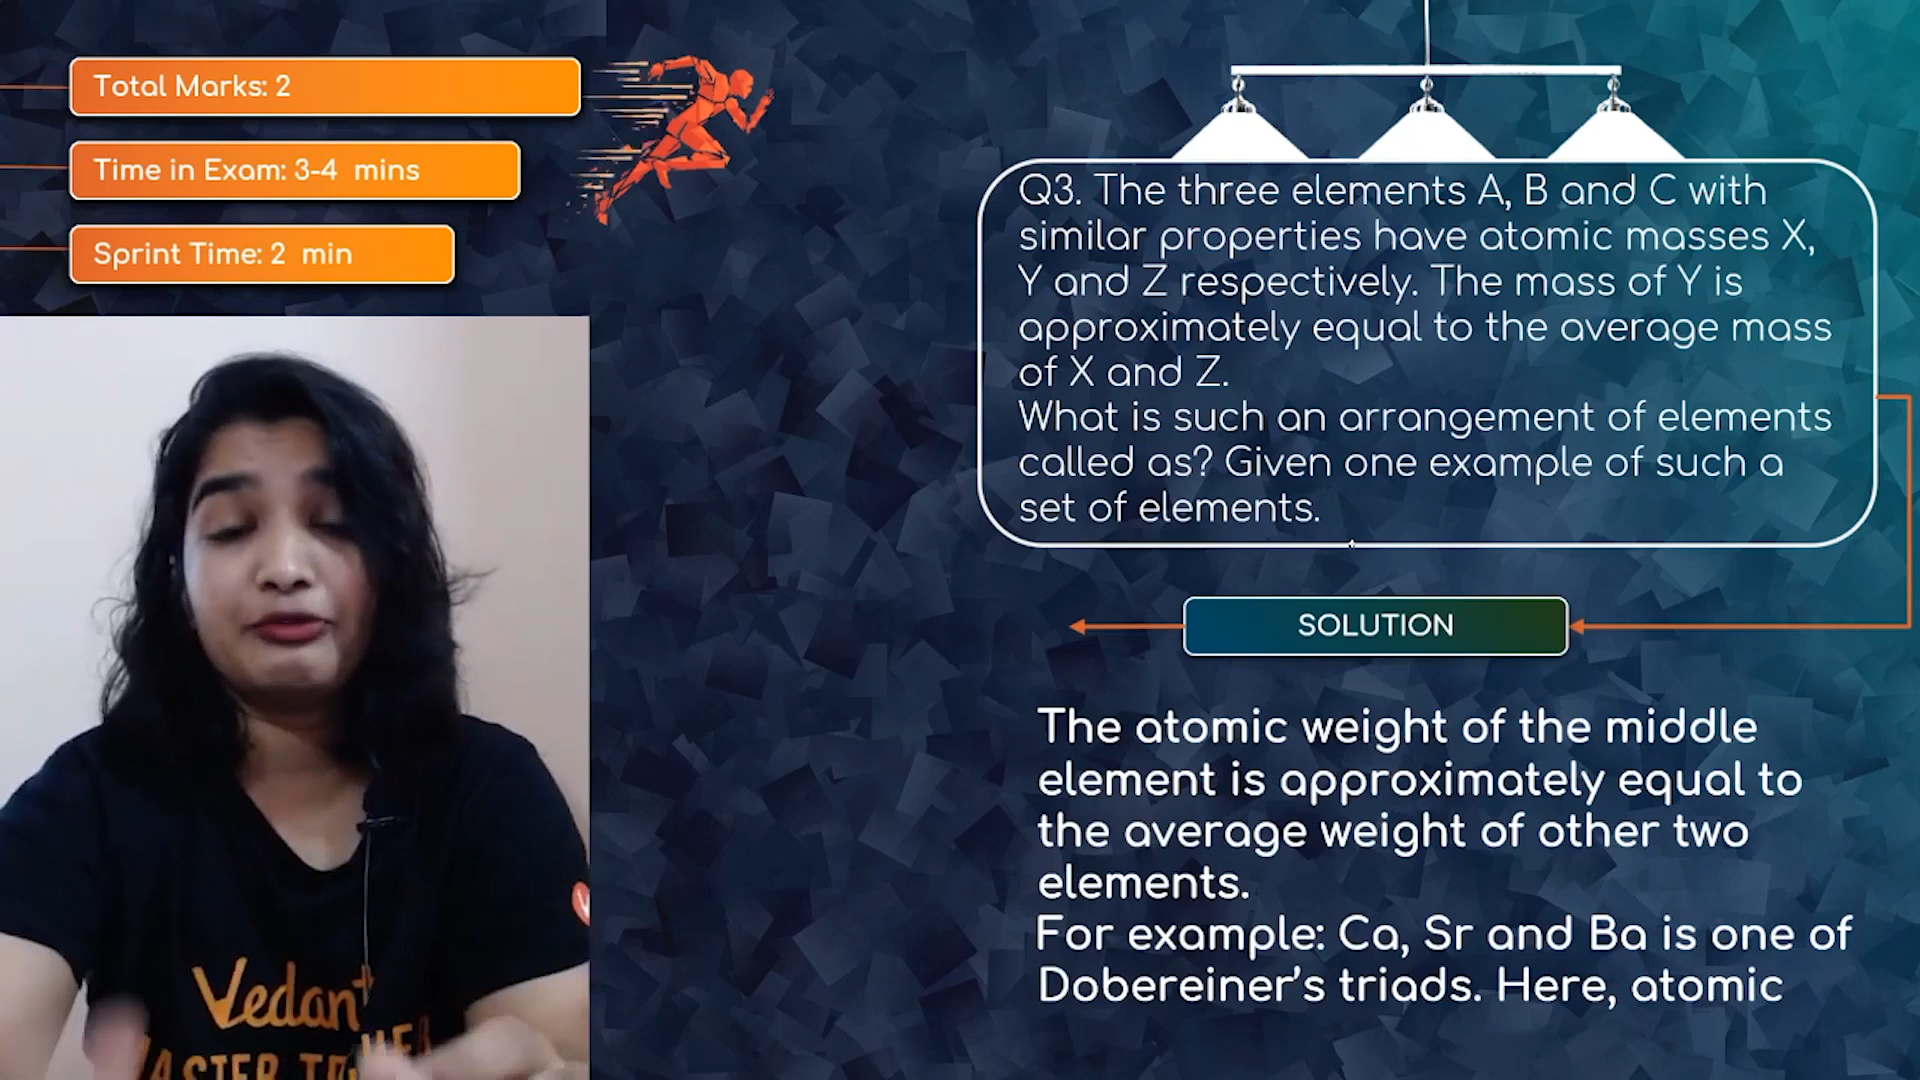 Total Marks: 2
Time in Exam: 3-4 mins
Sprint Time: 2 min
Q3. The three elements A, B and C with
similar properties have atomic masses X,
Y and Z respectively. The mass of Y is
approximately equal to the average mass
of X and Z.
What is such an arrangement of elements
called as? Given one example of such a
set of elements.
SOLUTION
The atomic weight of the middle
element is approximately equal to
the average weight of other two
elements.
For example: Ca, Sr and Ba is one of
Dobereiner's triads. Here, atomic
Vedant